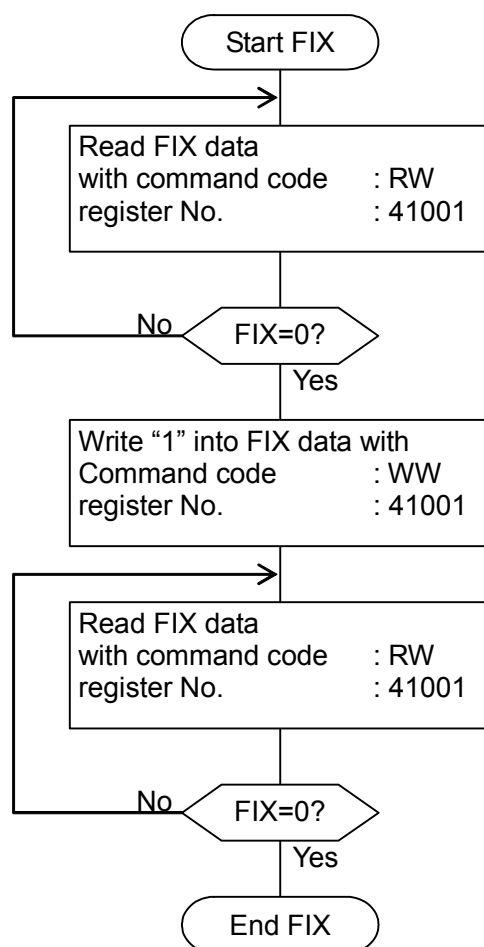 Start FIX
Read FIX data
with command code : RW
register No. : 41001
No
FIX=0?
Yes
Write “1” into FIX data with
Command code : WW
register No. : 41001
Read FIX data
with command code : RW
register No. : 41001
No
FIX=0?
Yes
End FIX